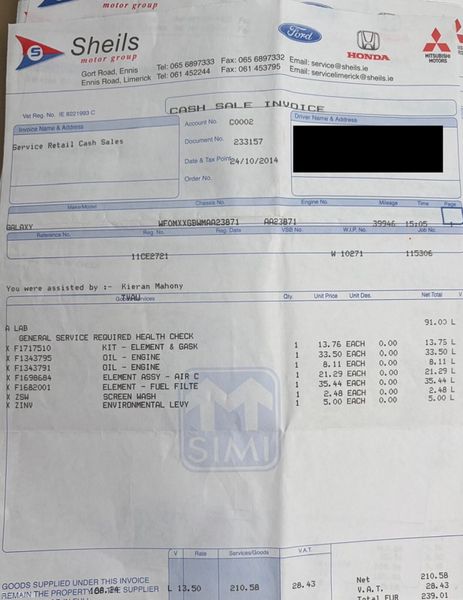 S Sheils
motor group
Gort Road, Ennis Tel: 065 6897333 Fax: 065 6897332 Email: service@sheils.ie
Ennis Road, Limerick Tel: 061 452244 Fax: 061 453795 Email: servicelimerick@sheils.ie
Ford
HONDA
MITSUBISHI
MOTORS
Vat Reg. No. IE 8221993 C
CASH SALE INVOICE
Invoice Name & Address
Service Retail Cash Sales
Account No. C0002
Document No. 233157
Date & Tax Point 24/10/2014
Order No.
Driver Name & Address
Make/Model Chassis No. Engine No. Mileage Time Page
GALAXY WF0MXXGBWMAA23871 AA23871 39946 15:05 1
Reference No. Reg. No. Reg. Date VSB No. W.I.P. No. Job No.
11CE2721 W 10271 115306
You were assisted by :- Kieran Mahony
Goods/Services Qty. Unit Price Unit Des. Net Total V
A LAB 91.00 L
GENERAL SERVICE REQUIRED HEALTH CHECK
X F1717510 KIT - ELEMENT & GASK 1 13.76 EACH 0.00 13.75 L
X F1343795 OIL - ENGINE 1 33.50 EACH 0.00 33.50 L
X F1343791 OIL - ENGINE 1 8.11 EACH 0.00 8.11 L
X F1698684 ELEMENT ASSY - AIR C 1 21.29 EACH 0.00 21.29 L
X F1682001 ELEMENT - FUEL FILTE 1 35.44 EACH 0.00 35.44 L
X ZSW SCREEN WASH 1 2.48 EACH 0.00 2.48 L
X ZINV ENVIRONMENTAL LEVY 1 5.00 EACH 0.00 5.00 L
SIMI
V Rate Services/Goods V.A.T.
L 13.50 210.58 28.43
Net 210.58
V.A.T. 28.43
Total EUR 239.01
GOODS SUPPLIED UNDER THIS INVOICE
REMAIN THE PROPERTY OF THE SUPPLIER